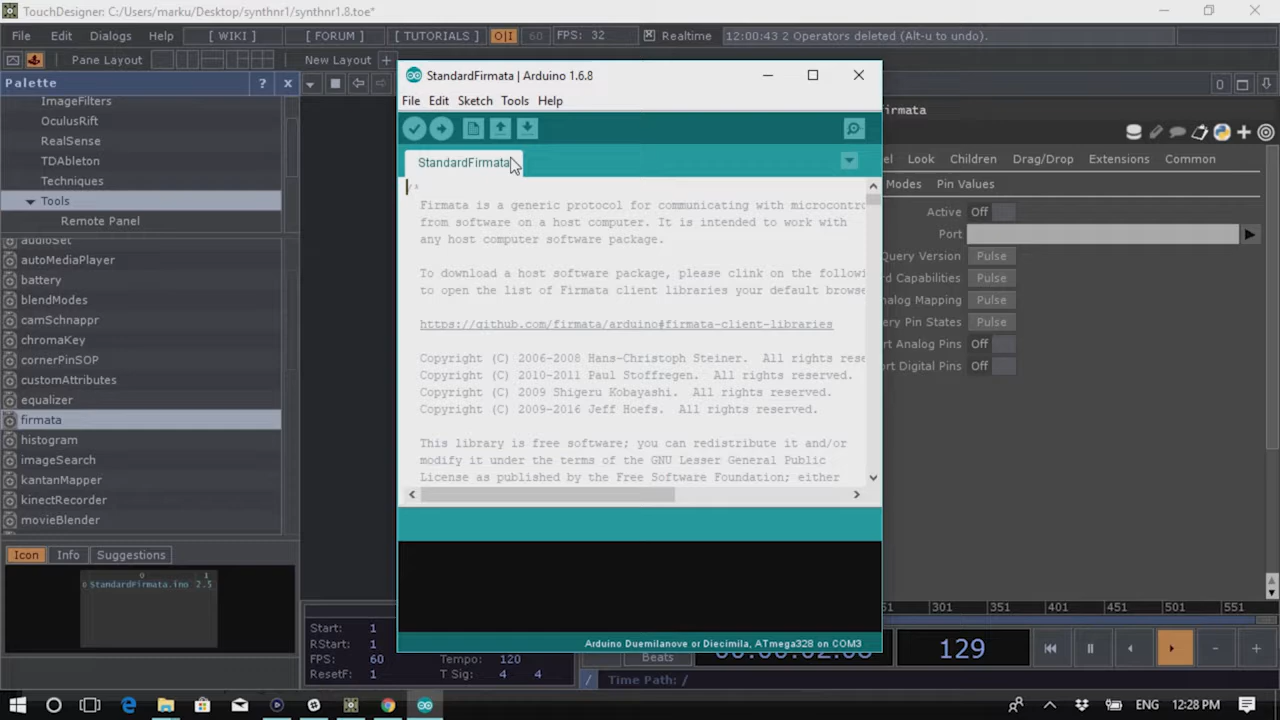 TouchDesigner: C:/Users/marku/Desktop/synthnr1/synthnr1.8.toe*
File Edit Dialogs Help [ WIKI ] [ FORUM ] [ TUTORIALS ] O|I 60 FPS: 32 Realtime 12:00:43 2 Operators deleted (Alt-u to undo).
Pane Layout New Layout +
Palette ? x
ImageFilters
OculusRift
RealSense
TDAbleton
Techniques
Tools
Remote Panel
audioSet
autoMediaPlayer
battery
blendModes
camSchnappr
chromaKey
cornerPinSOP
customAttributes
equalizer
firmata
histogram
imageSearch
kantanMapper
kinectRecorder
movieBlender
Icon Info Suggestions
0 1
0 StandardFirmata.ino 2.5
StandardFirmata | Arduino 1.6.8
File Edit Sketch Tools Help
StandardFirmata
/*
Firmata is a generic protocol for communicating with microcontro
from software on a host computer. It is intended to work with
any host computer software package.
To download a host software package, please clink on the followi
to open the list of Firmata client libraries your default browse
https://github.com/firmata/arduino#firmata-client-libraries
Copyright (C) 2006-2008 Hans-Christoph Steiner. All rights rese
Copyright (C) 2010-2011 Paul Stoffregen. All rights reserved.
Copyright (C) 2009 Shigeru Kobayashi. All rights reserved.
Copyright (C) 2009-2016 Jeff Hoefs. All rights reserved.
This library is free software; you can redistribute it and/or
modify it under the terms of the GNU Lesser General Public
License as published by the Free Software Foundation; either
Arduino Duemilanove or Diecimila, ATmega328 on COM3
0
rmata
el Look Children Drag/Drop Extensions Common
Modes Pin Values
Active Off
Port
Query Version Pulse
rd Capabilities Pulse
nalog Mapping Pulse
ery Pin States Pulse
ort Analog Pins Off
ort Digital Pins Off
51 301 351 401 451 501 551
Start: 1
RStart: 1
FPS: 60 Tempo: 120
ResetF: 1 T Sig: 4 4
Beats
129
- +
/ Time Path: /
ENG 12:28 PM